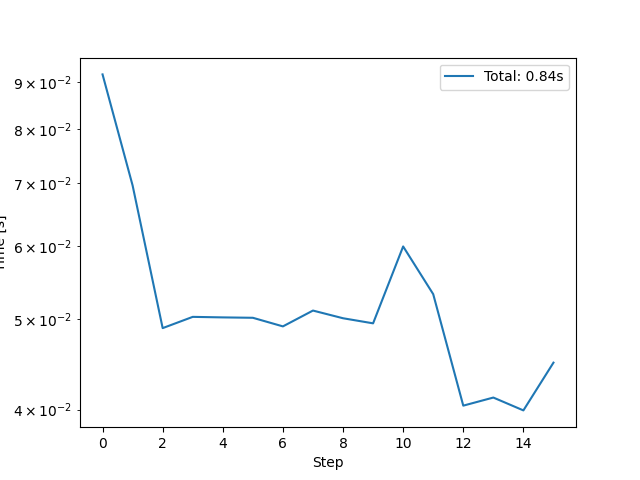 Total: 0.84s
9 × 10⁻²
8 × 10⁻²
7 × 10⁻²
6 × 10⁻²
5 × 10⁻²
4 × 10⁻²
Time [s]
0 2 4 6 8 10 12 14
Step